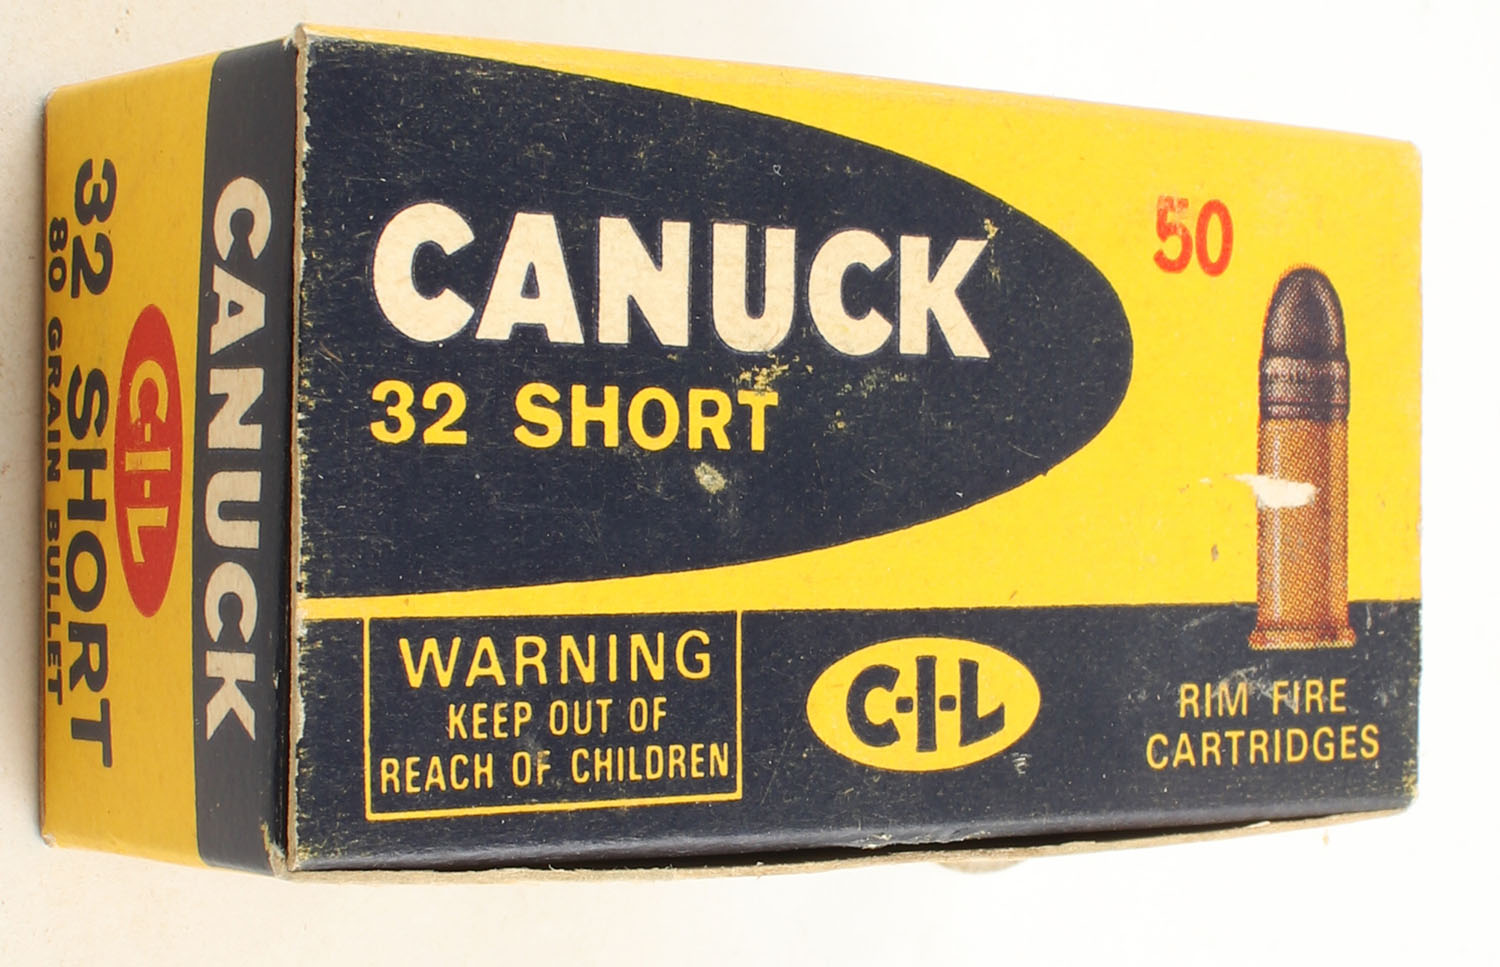 CANUCK
32 SHORT
50
WARNING
KEEP OUT OF
REACH OF CHILDREN
C-I-L
RIM FIRE
CARTRIDGES
CANUCK
C-I-L
32 SHORT
80 GRAIN BULLET